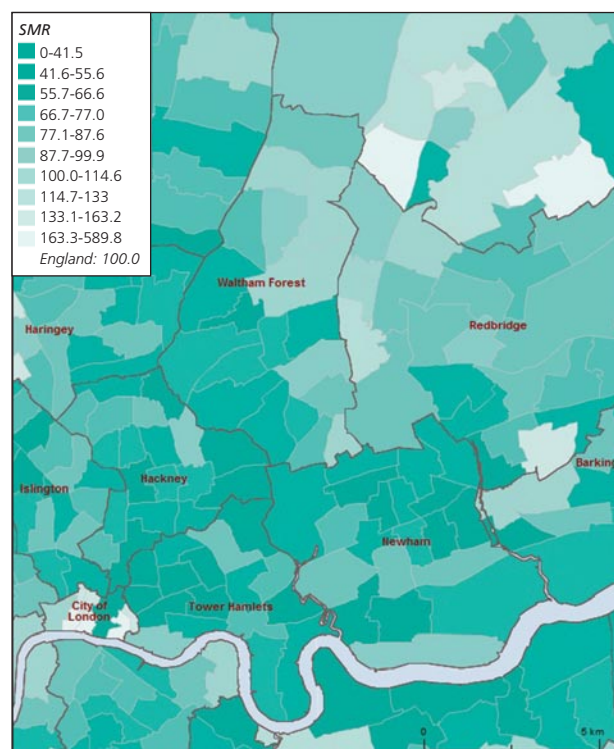 SMR
0-41.5
41.6-55.6
55.7-66.6
66.7-77.0
77.1-87.6
87.7-99.9
100.0-114.6
114.7-133
133.1-163.2
163.3-589.8
England: 100.0
Waltham Forest
Haringey
Redbridge
Barking
Islington
Hackney
Newham
City of
London
Tower Hamlets
0
5 km